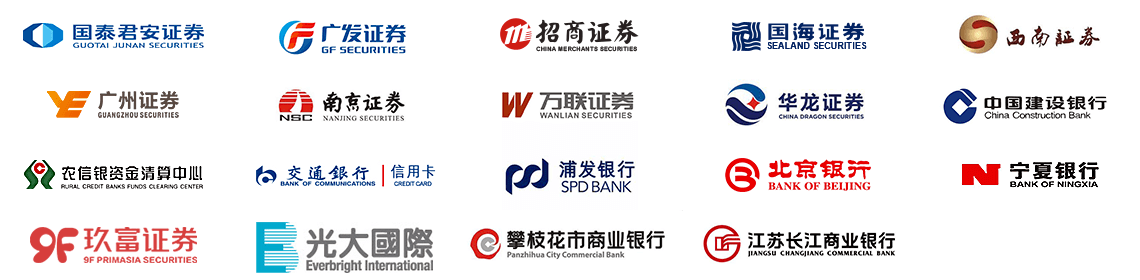 国泰君安证券
GUOTAI JUNAN SECURITIES
广发证券
GF SECURITIES
招商证券
CHINA MERCHANTS SECURITIES
国海证券
SEALAND SECURITIES
西南証券
YE
广州证券
GUANGZHOU SECURITIES
NSC
南京证券
NANJING SECURITIES
W
万联证券
WANLIAN SECURITIES
华龙证券
CHINA DRAGON SECURITIES
中国建设银行
China Construction Bank
农信银资金清算中心
RURAL CREDIT BANKS FUNDS CLEARING CENTER
交通銀行
BANK OF COMMUNICATIONS
信用卡
CREDIT CARD
浦发银行
SPD BANK
北京银行
BANK OF BEIJING
N
宁夏银行
BANK OF NINGXIA
9F
玖富证券
9F PRIMASIA SECURITIES
光大國際
Everbright International
攀枝花市商业银行
Panzhihua City Commercial Bank
江苏长江商业银行
JIANGSU CHANGJIANG COMMERCIAL BANK